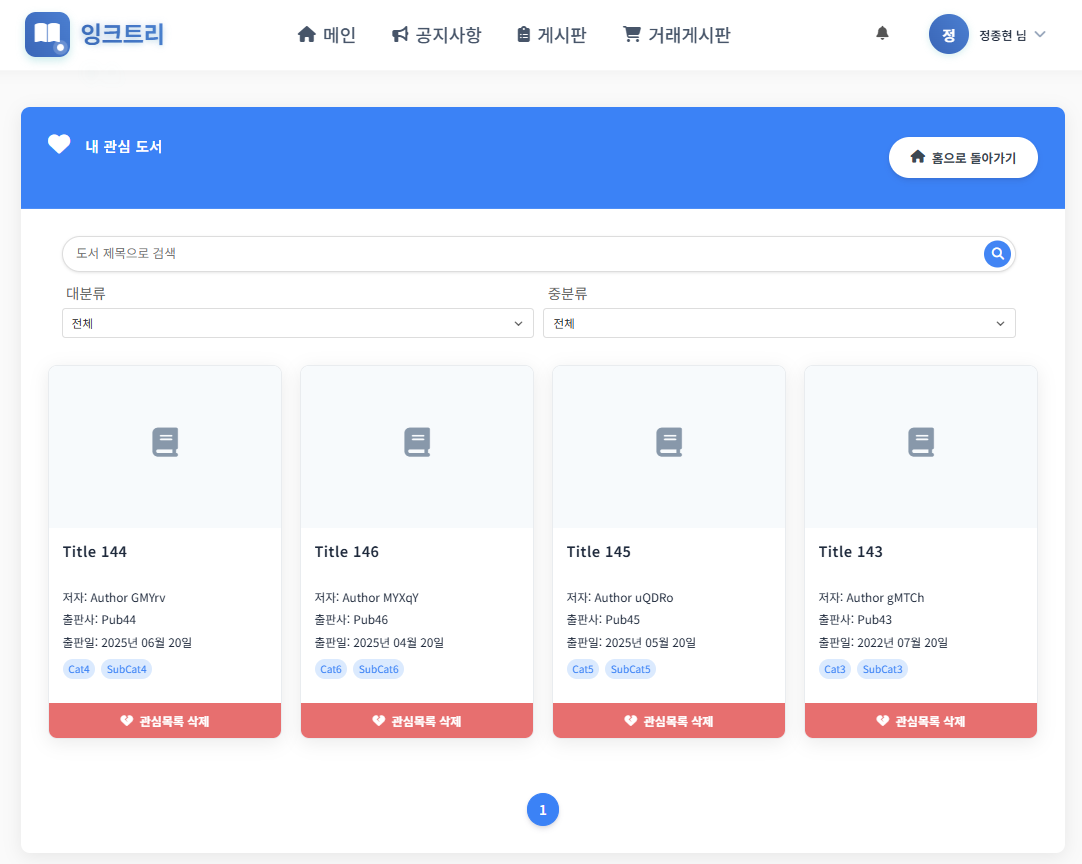 잉크트리
메인 공지사항 게시판 거래게시판
정 정종현 님
내 관심 도서
홈으로 돌아가기
도서 제목으로 검색
대분류 중분류
전체 전체
Title 144
저자: Author GMYrv
출판사: Pub44
출판일: 2025년 06월 20일
Cat4 SubCat4
관심목록 삭제
Title 146
저자: Author MYXqY
출판사: Pub46
출판일: 2025년 04월 20일
Cat6 SubCat6
관심목록 삭제
Title 145
저자: Author uQDRo
출판사: Pub45
출판일: 2025년 05월 20일
Cat5 SubCat5
관심목록 삭제
Title 143
저자: Author gMTCh
출판사: Pub43
출판일: 2022년 07월 20일
Cat3 SubCat3
관심목록 삭제
1